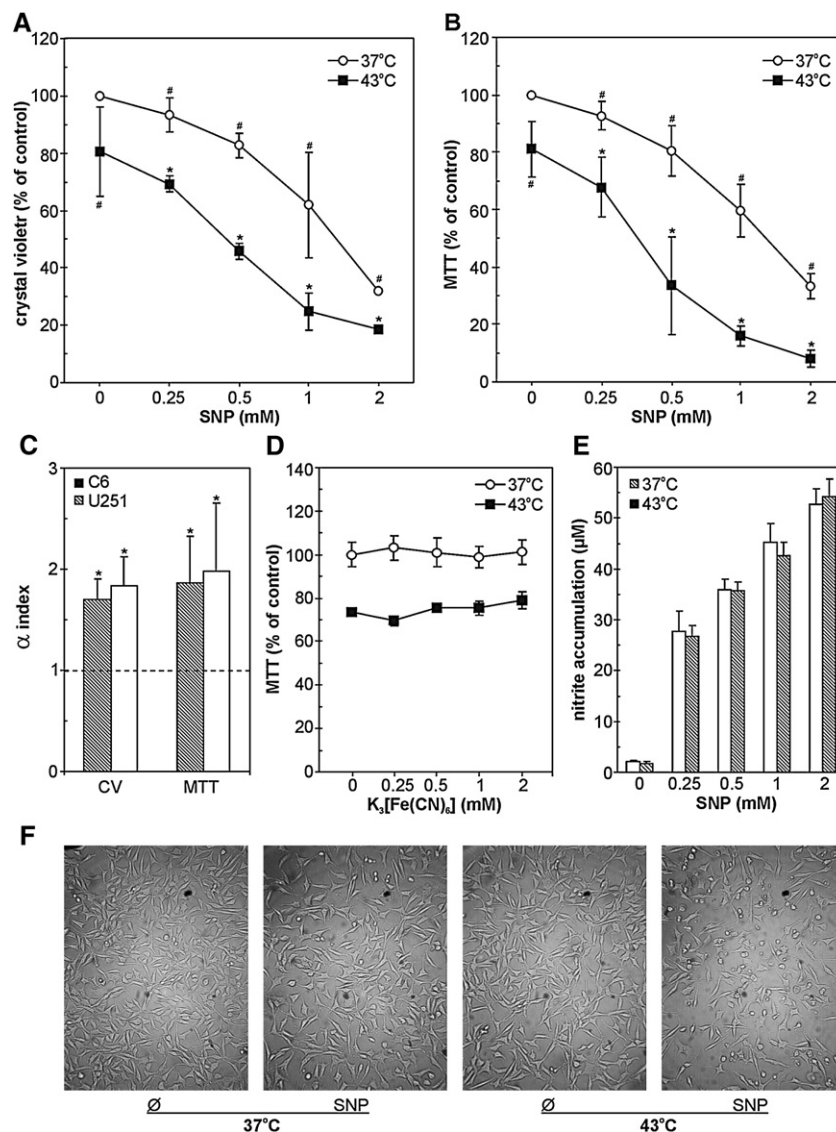 A
120
100
80
60
40
20
0
crystal violetr (% of control)
37°C
43°C
#
#
#
#
#
*
*
*
*
0 0.25 0.5 1 2
SNP (mM)
B
120
100
80
60
40
20
0
MTT (% of control)
37°C
43°C
#
#
#
#
#
*
*
*
*
0 0.25 0.5 1 2
SNP (mM)
C
3
2
1
0
α index
C6
U251
* * * *
CV MTT
D
140
120
100
80
60
40
20
0
MTT (% of control)
37°C
43°C
0 0.25 0.5 1 2
K₃[Fe(CN)₆] (mM)
E
60
50
40
30
20
10
0
nitrite accumulation (µM)
37°C
43°C
0 0.25 0.5 1 2
SNP (mM)
F
Ø SNP Ø SNP
37°C 43°C